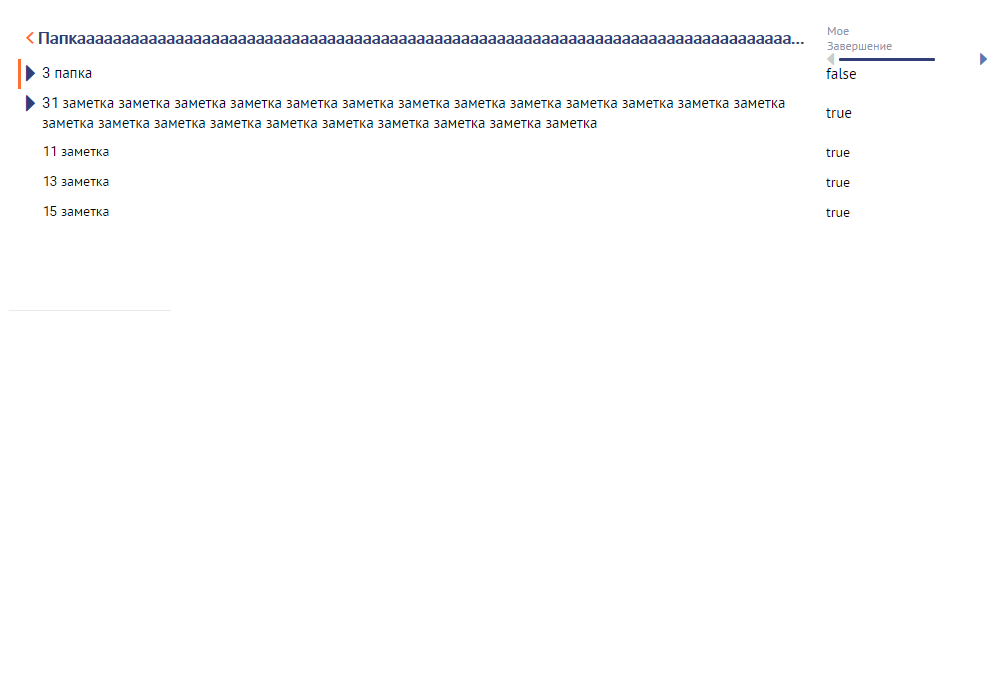 Папкааааааааааааааааааааааааааааааааааааааааааааааааааааааааааааааааааааааааааааааааа...
Мое
Завершение
3 папка
false
31 заметка заметка заметка заметка заметка заметка заметка заметка заметка заметка заметка заметка заметка
заметка заметка заметка заметка заметка заметка заметка заметка заметка заметка
true
11 заметка
true
13 заметка
true
15 заметка
true